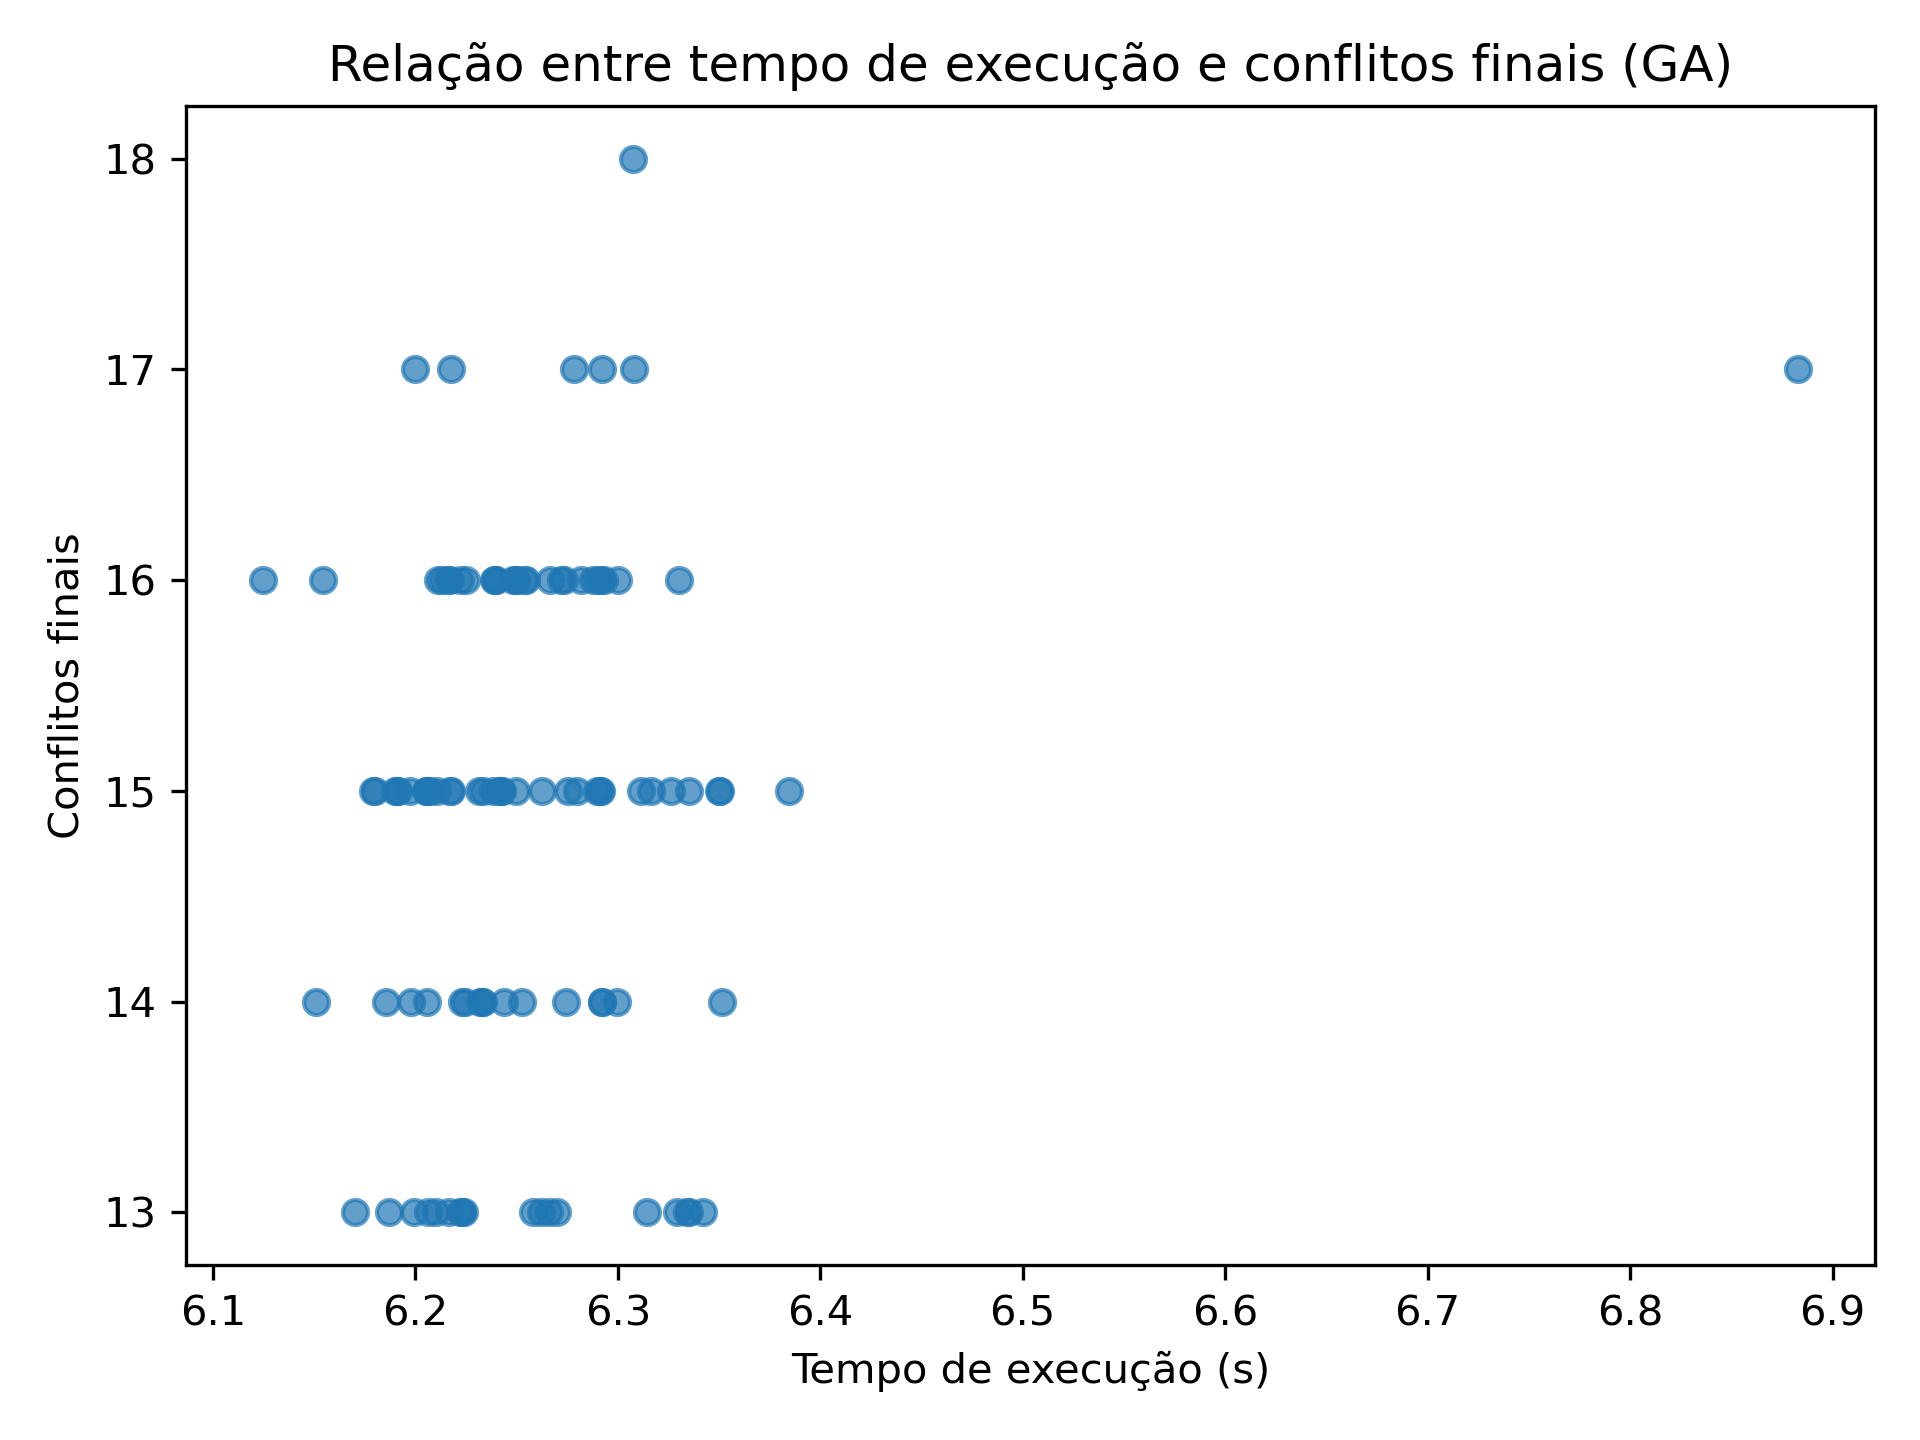 Relação entre tempo de execução e conflitos finais (GA)
18
17
16
15
14
13
Conflitos finais
6.1 6.2 6.3 6.4 6.5 6.6 6.7 6.8 6.9
Tempo de execução (s)